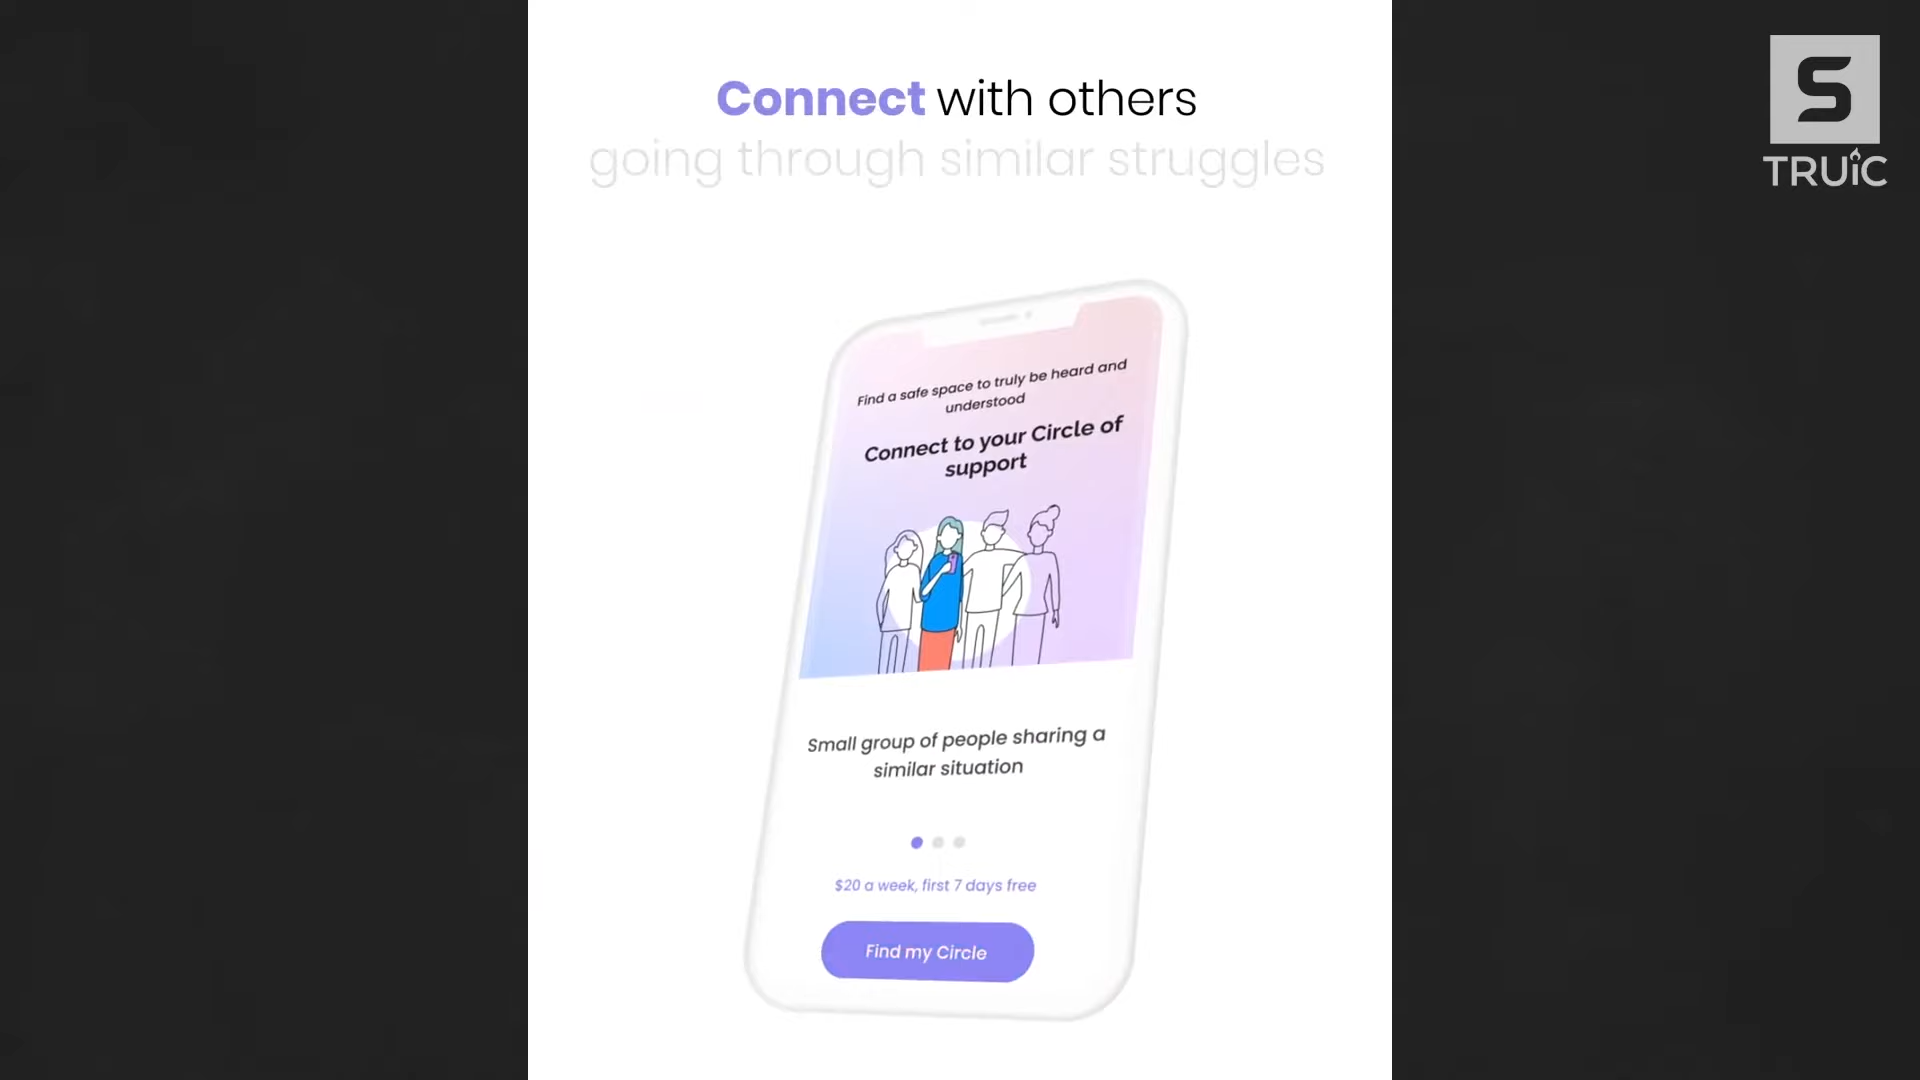 Connect with others
going through similar struggles
S
TRUiC
Find a safe space to truly be heard and
understood
Connect to your Circle of
support
Small group of people sharing a
similar situation
$20 a week, first 7 days free
Find my Circle